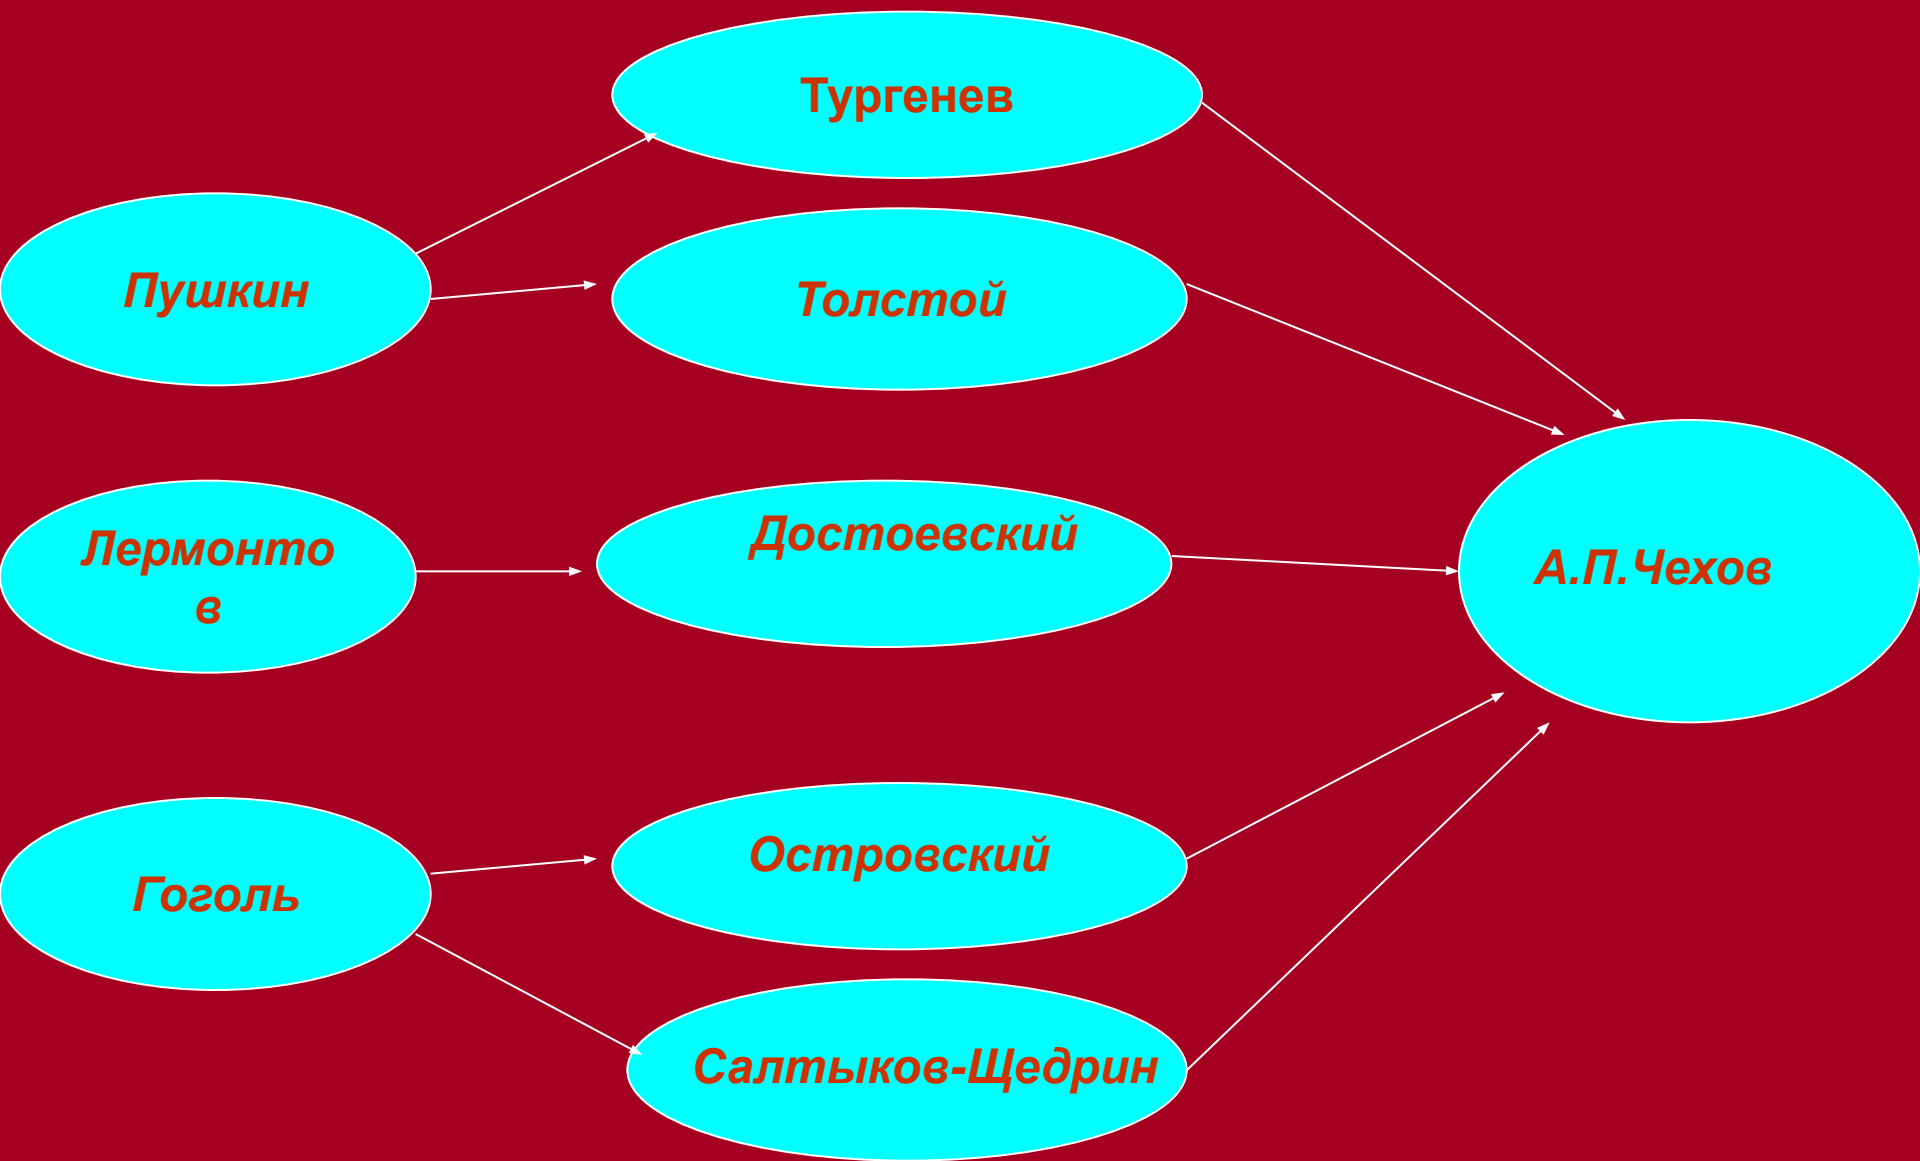 Тургенев
Пушкин
Толстой
Лермонто
в
Достоевский
А.П.Чехов
Островский
Гоголь
Салтыков-Щедрин